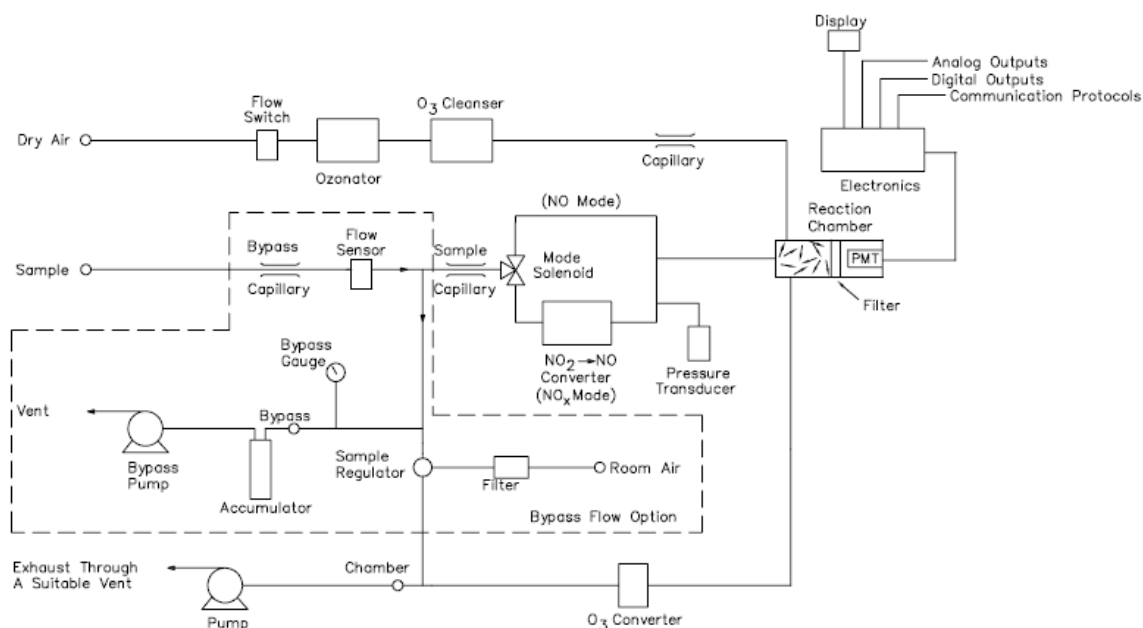 Display
Analog Outputs
Digital Outputs
Communication Protocols
Flow
Switch
O3 Cleanser
Dry Air
Ozonator
Capillary
Electronics
(NO Mode)
Reaction
Chamber
Bypass
Flow
Sensor
Sample
Mode
Solenoid
PMT
Sample
Capillary
Capillary
Filter
Bypass
Gauge
NO2→NO
Converter
(NOx Mode)
Pressure
Transducer
Vent
Bypass
Bypass
Pump
Sample
Regulator
Filter
Room Air
Accumulator
Bypass Flow Option
Exhaust Through
A Suitable Vent
Chamber
Pump
O3 Converter